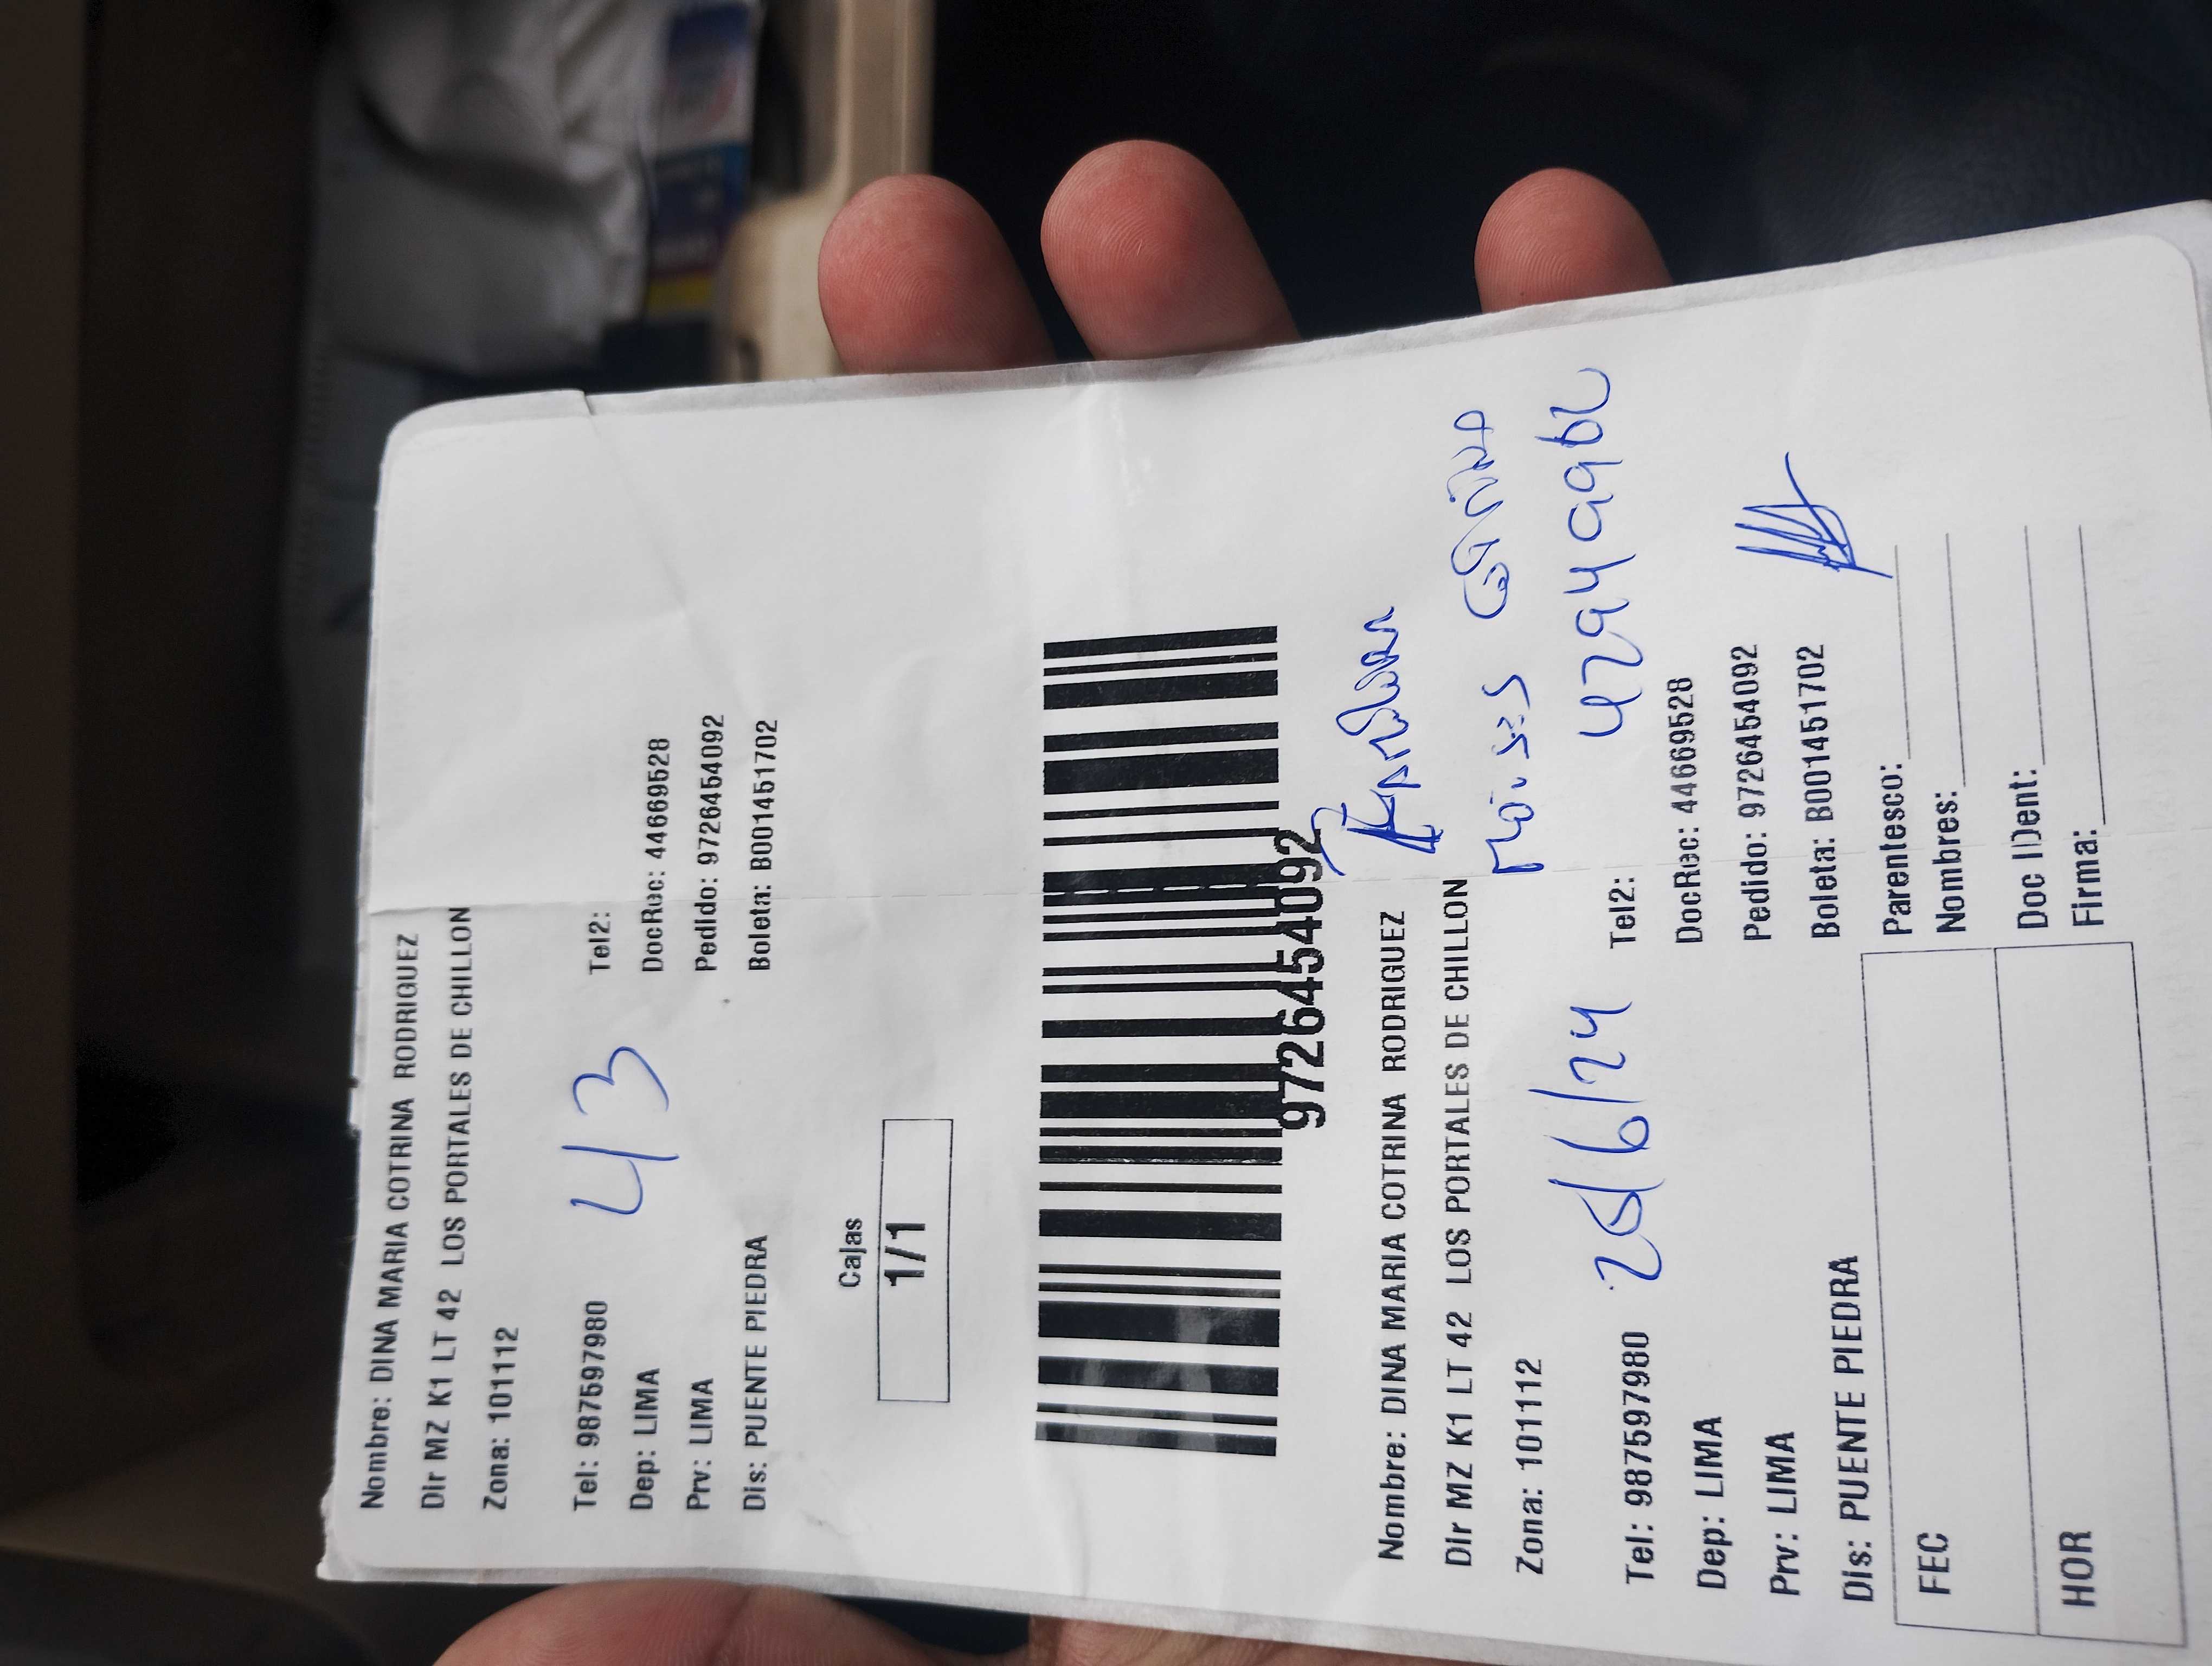 Nombre: DINA MARIA COTRINA RODRIGUEZ
Dir MZ K1 LT 42 LOS PORTALES DE CHILLON
Zona: 101112
43
Tel: 987597980 Tel2:
Dep: LIMA DocRec: 44669528
Prv: LIMA Pedido: 9726454092
Dis: PUENTE PIEDRA Boleta: B001451702
Cajas
1/1
9726454092
Nombre: DINA MARIA COTRINA RODRIGUEZ
Dir MZ K1 LT 42 LOS PORTALES DE CHILLON
Moises
Zona: 101112
42949962
/6/24
Tel: 987597980 Tel2:
Dep: LIMA DocRec: 44669528
Prv: LIMA Pedido: 9726454092
Dis: PUENTE PIEDRA Boleta: B001451702
FEC
HOR
Parentesco:
Nombres:
Doc IDent:
Firma: